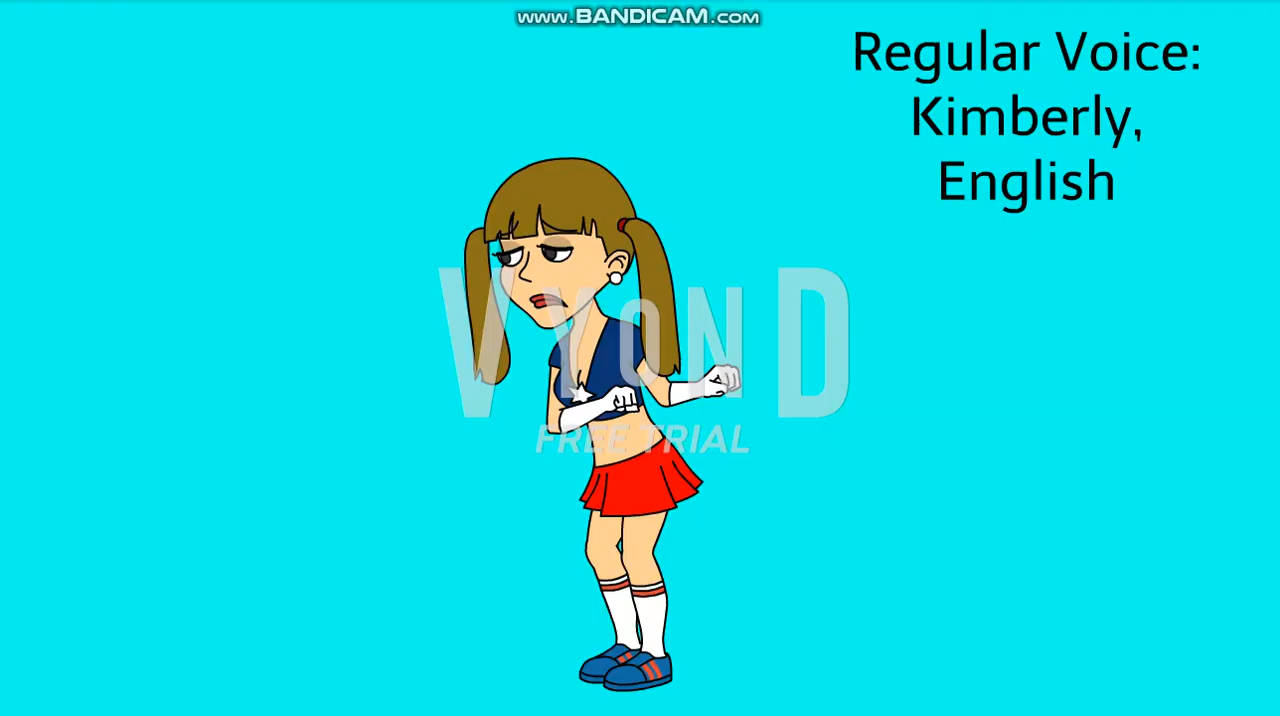 www.BANDICAM.com
Regular Voice:
Kimberly,
English
VYOND
FREE TRIAL